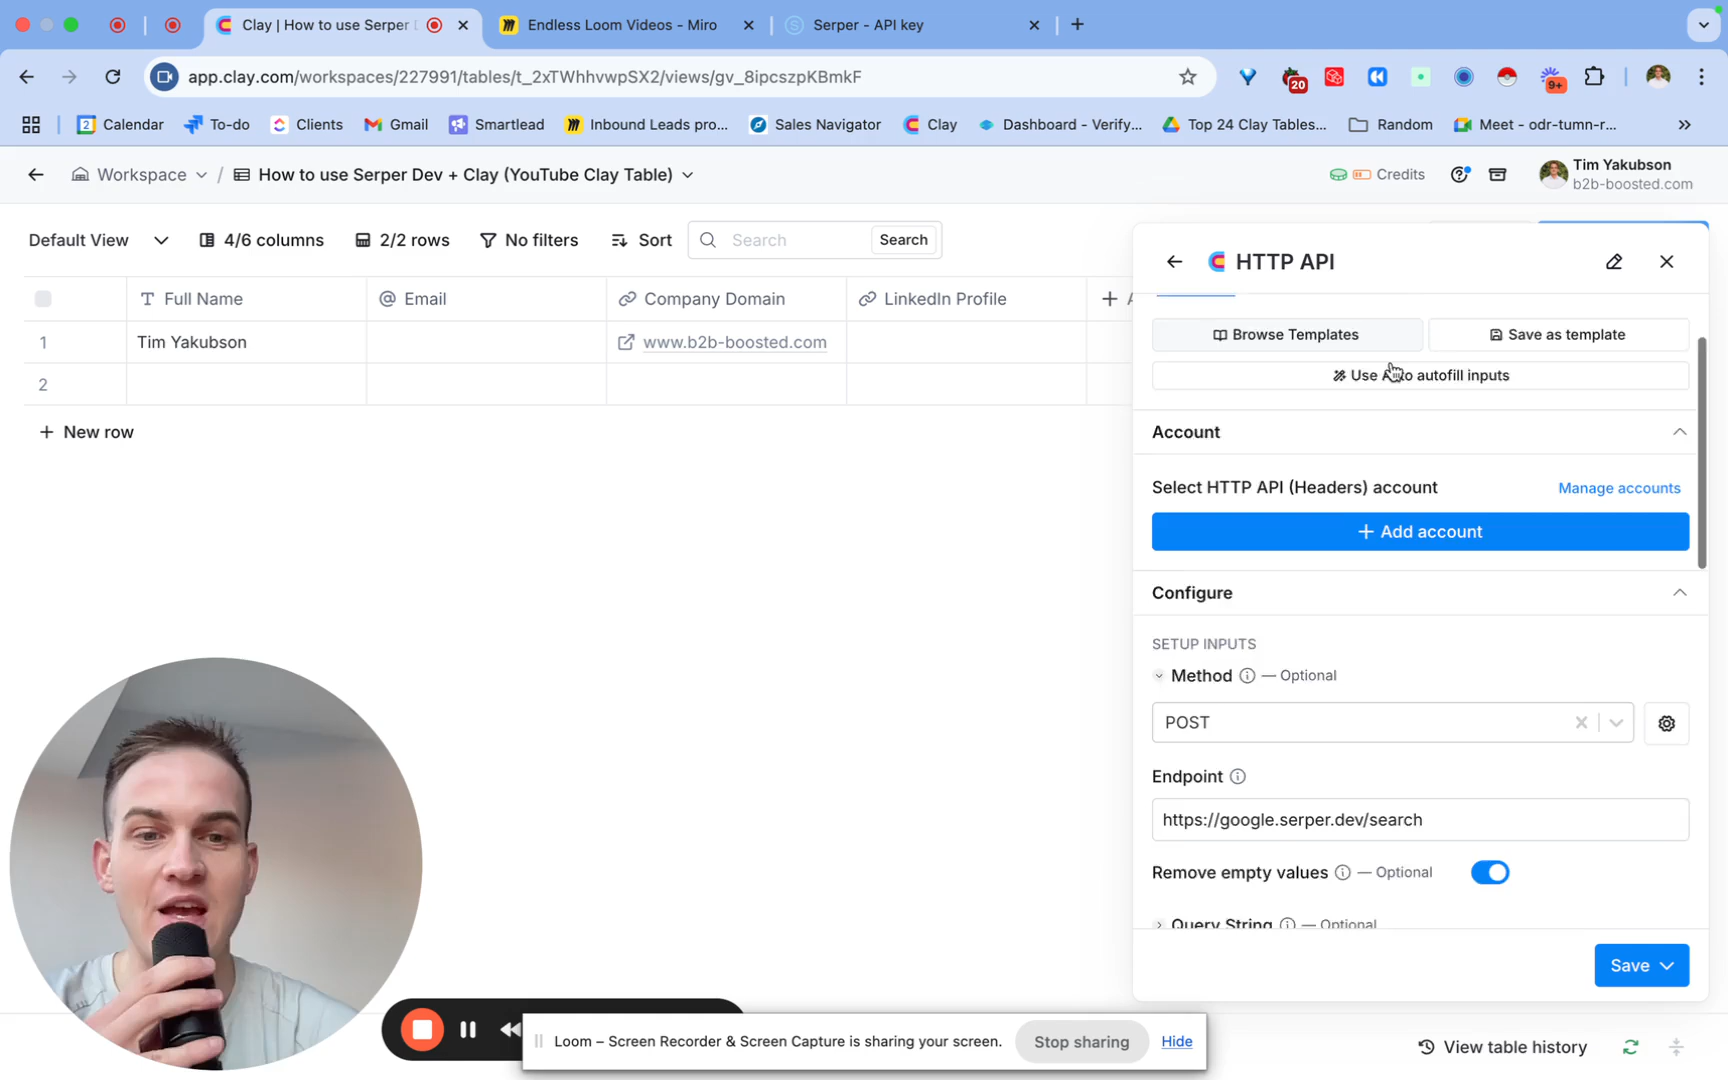 Clay | How to use Serper
Endless Loom Videos - Miro
Serper - API key
app.clay.com/workspaces/227991/tables/t_2xTWhhvwpSX2/views/gv_8ipcszpKBmkF
20
9+
Calendar
To-do
Clients
Gmail
Smartlead
Inbound Leads pro...
Sales Navigator
Clay
Dashboard - Verify,...
Top 24 Clay Tables...
Random
Meet - odr-tumn-r...
Workspace / How to use Serper Dev + Clay (YouTube Clay Table)
Credits
Tim Yakubson
b2b-boosted.com
Default View
4/6 columns
2/2 rows
No filters
Sort
Search
Search
Full Name
Email
Company Domain
LinkedIn Profile
1 Tim Yakubson www.b2b-boosted.com
2
+ New row
HTTP API
Browse Templates
Save as template
autofill inputs
Account
Select HTTP API (Headers) account
Manage accounts
+ Add account
Configure
SETUP INPUTS
Method — Optional
POST
Endpoint
https://google.serper.dev/search
Remove empty values — Optional
Query String — Optional
Save
Loom – Screen Recorder & Screen Capture is sharing your screen.
Stop sharing
Hide
View table history